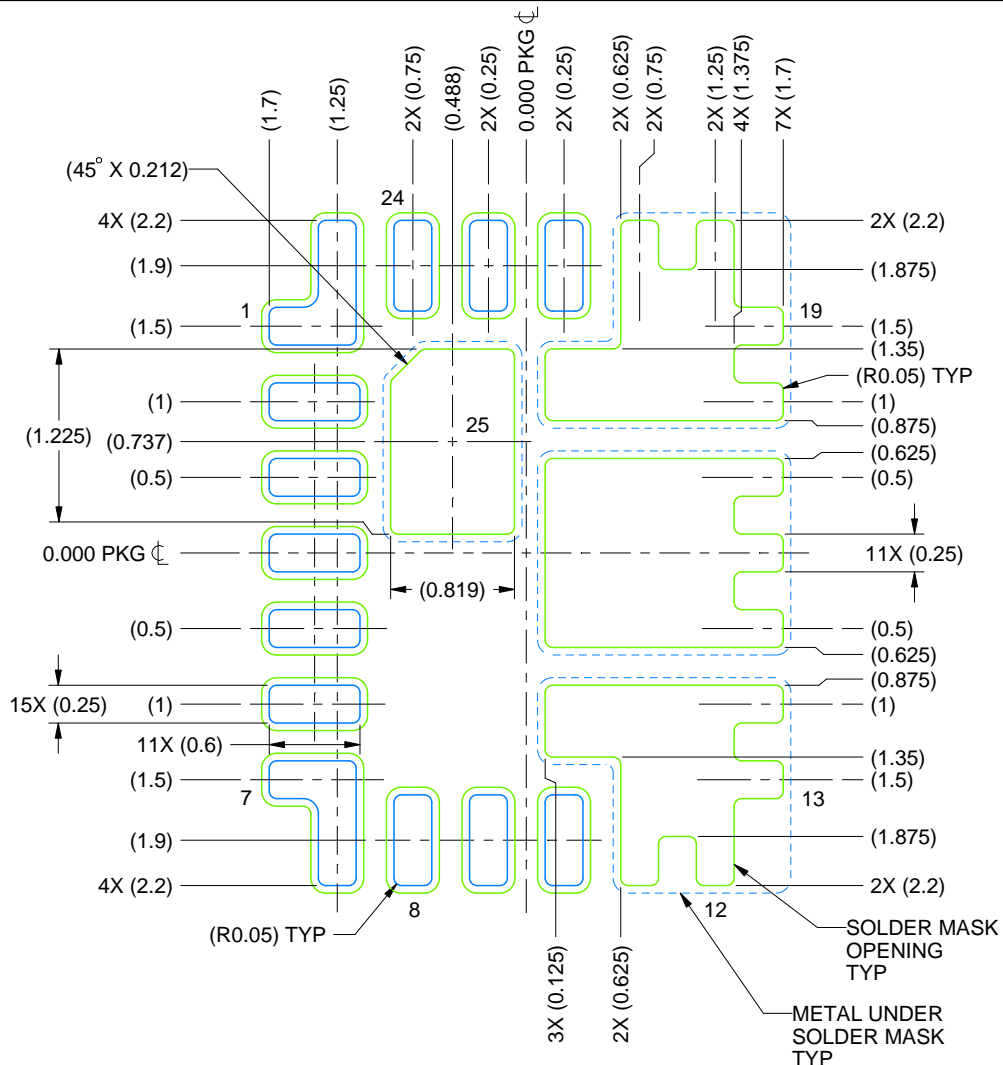 (1.7)
(1.25)
2X (0.75)
(0.488)
2X (0.25)
0.000 PKG ℄
2X (0.25)
2X (0.625)
2X (0.75)
2X (1.25)
4X (1.375)
7X (1.7)
(45° X 0.212)
24
4X (2.2)
2X (2.2)
(1.9)
(1.875)
1
19
(1.5)
(1.5)
(1.35)
(R0.05) TYP
(1)
(1)
(0.875)
(1.225)
(0.737)
25
(0.625)
(0.5)
(0.5)
0.000 PKG ℄
11X (0.25)
(0.819)
(0.5)
(0.5)
(0.625)
(0.875)
15X (0.25)
(1)
(1)
11X (0.6)
(1.35)
(1.5)
(1.5)
7
13
(1.9)
(1.875)
4X (2.2)
2X (2.2)
8
12
(R0.05) TYP
3X (0.125)
2X (0.625)
SOLDER MASK
OPENING
TYP
METAL UNDER
SOLDER MASK
TYP